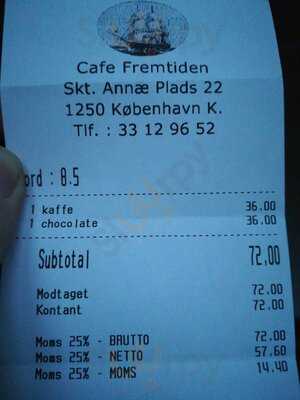 Cafe Fremtiden
Skt. Annæ Plads 22
1250 København K.
Tlf. : 33 12 96 52
ord : 8.5
1 kaffe 36.00
1 chocolate 36.00
Subtotal 72,00
Modtaget 72.00
Kontant 72.00
Moms 25% - BRUTTO 72.00
Moms 25% - NETTO 57.60
Moms 25% - MOMS 14.40